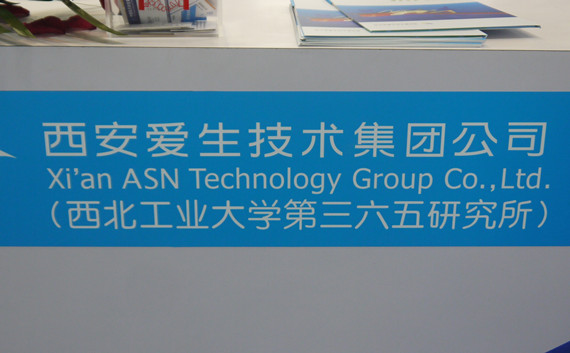 西安爱生技术集团公司
Xi'an ASN Technology Group Co.,Ltd.
（西北工业大学第三六五研究所）